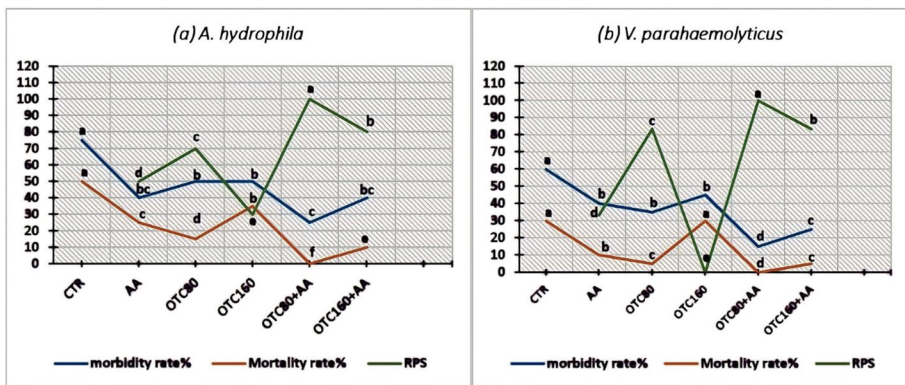 (a) A. hydrophila
120
110
100
90
80
70
60
50
40
30
20
10
0
a
a
d
bc
c
c
b
d
b
b
e
a
c
f
b
bc
e
CTR
AA
OTC80
OTC160
OTC80+AA
OTC160+AA
morbidity rate% Mortality rate% RPS
(b) V. parahaemolyticus
120
110
100
90
80
70
60
50
40
30
20
10
0
a
a
b
d
b
c
b
c
b
a
e
a
d
d
b
c
c
CTR
AA
OTC80
OTC160
OTC80+AA
OTC160+AA
morbidity rate% Mortality rate% RPS